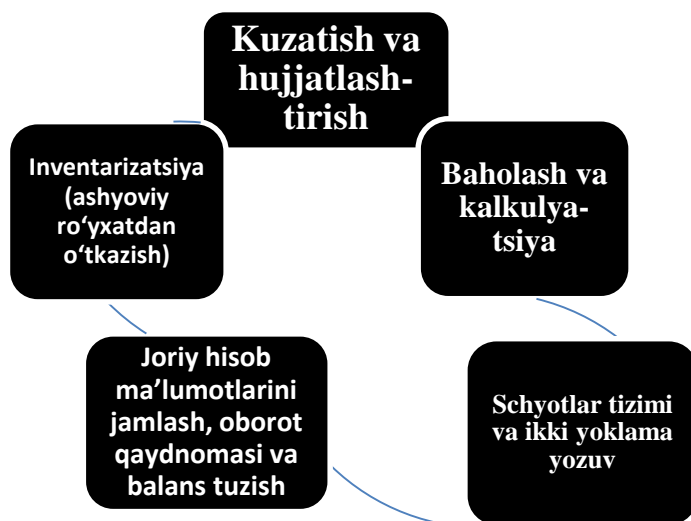 Kuzatish va
hujjatlash-
tirish
Baholash va
kalkulya-
tsiya
Schyotlar tizimi
va ikki yoklama
yozuv
Joriy hisob
ma’lumotlarini
jamlash, oborot
qaydnomasi va
balans tuzish
Inventarizatsiya
(ashyoviy
ro‘yxatdan
o‘tkazish)